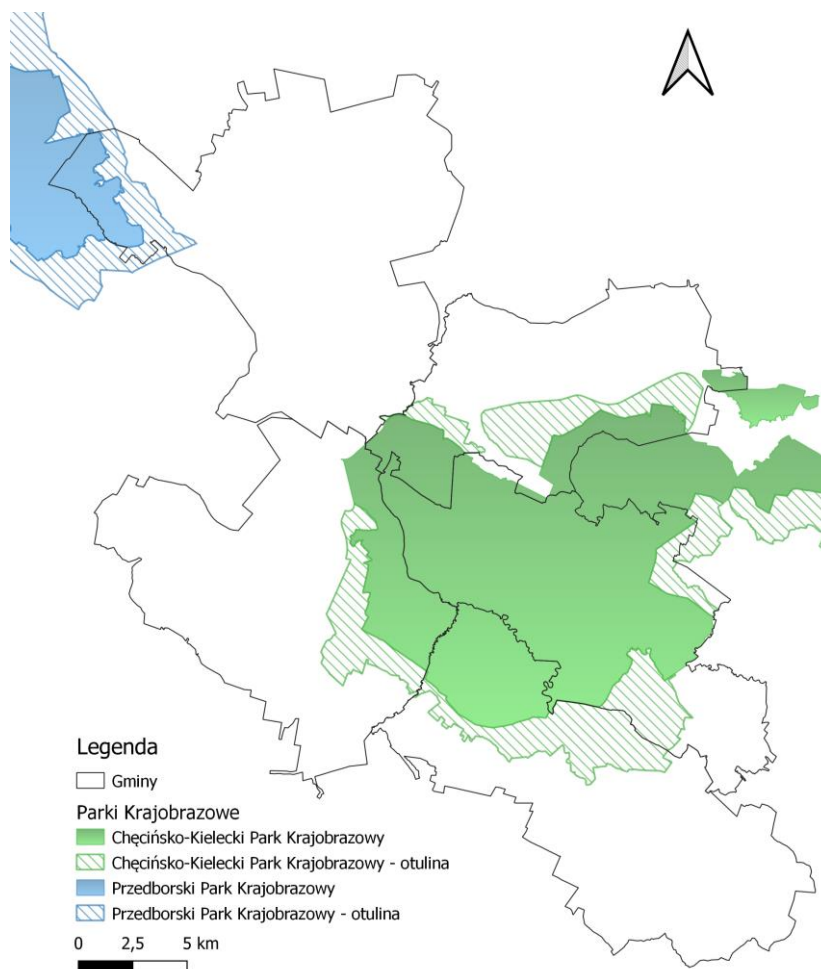 Legenda
Gminy
Parki Krajobrazowe
Chęcińsko-Kielecki Park Krajobrazowy
Chęcińsko-Kielecki Park Krajobrazowy - otulina
Przedborski Park Krajobrazowy
Przedborski Park Krajobrazowy - otulina
0 2,5 5 km